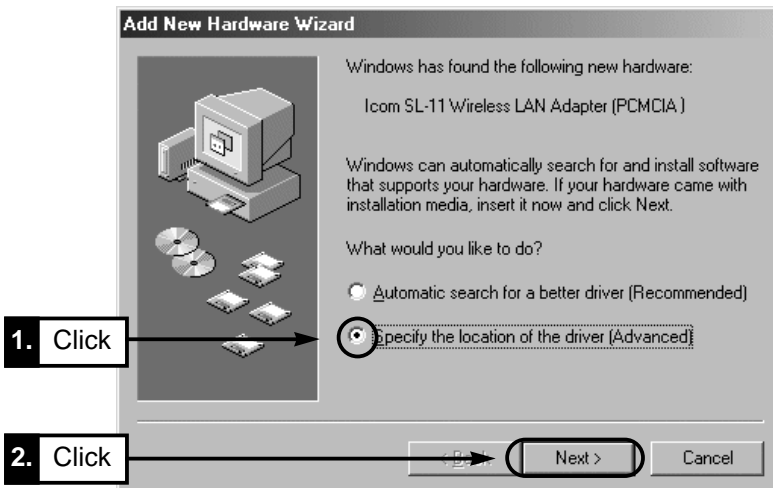 Add New Hardware Wizard
Windows has found the following new hardware:
Icom SL-11 Wireless LAN Adapter (PCMCIA )
Windows can automatically search for and install software
that supports your hardware. If your hardware came with
installation media, insert it now and click Next.
What would you like to do?
Automatic search for a better driver (Recommended)
1. Click
Specify the location of the driver (Advanced)
2. Click
< Back
Next >
Cancel